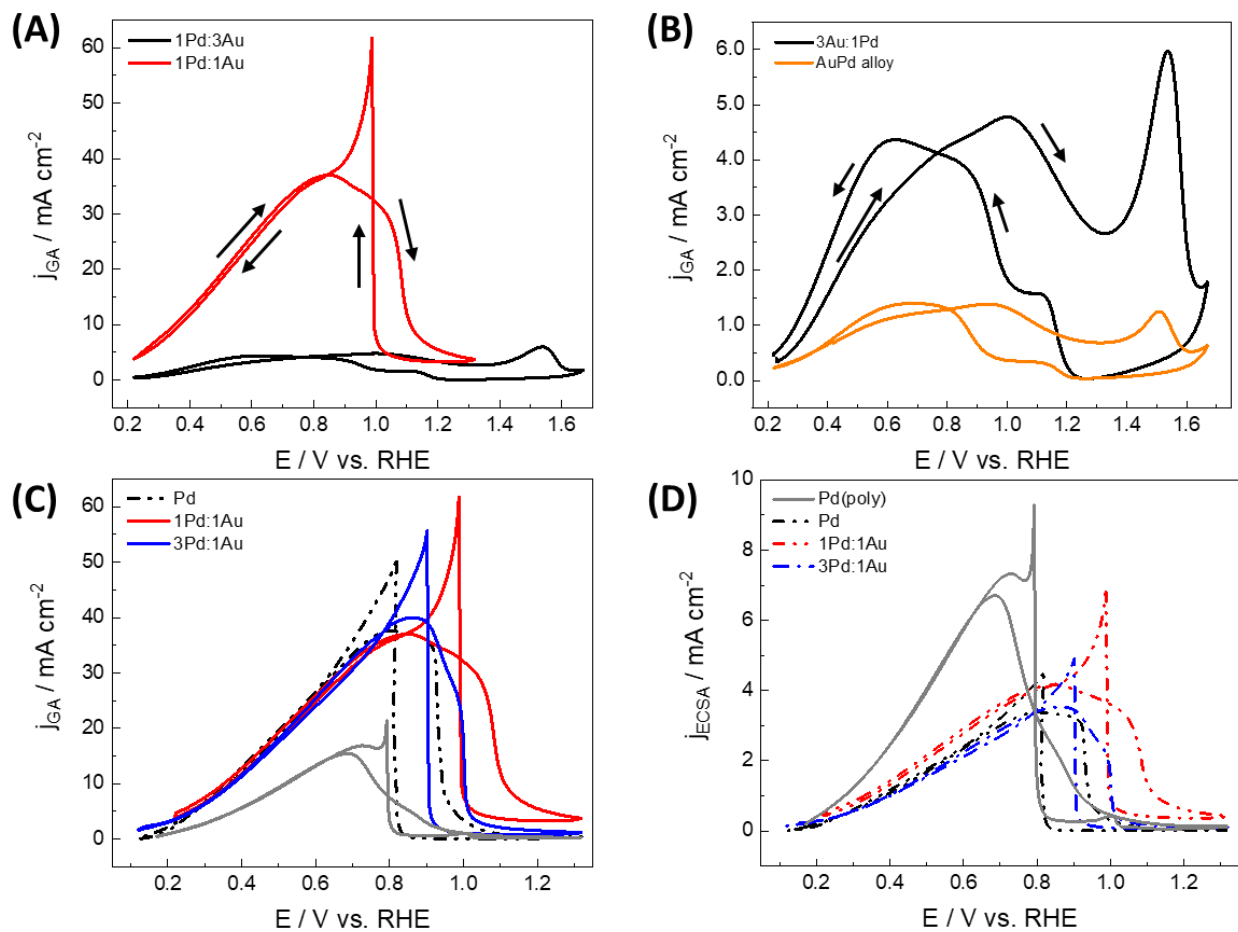 (A)
1Pd:3Au
1Pd:1Au
60
50
40
30
20
10
0
j_GA / mA cm⁻²
0.2 0.4 0.6 0.8 1.0 1.2 1.4 1.6
E / V vs. RHE
(B)
3Au:1Pd
AuPd alloy
6.0
5.0
4.0
3.0
2.0
1.0
0.0
j_GA / mA cm⁻²
0.2 0.4 0.6 0.8 1.0 1.2 1.4 1.6
E / V vs. RHE
(C)
Pd
1Pd:1Au
3Pd:1Au
60
50
40
30
20
10
0
j_GA / mA cm⁻²
0.2 0.4 0.6 0.8 1.0 1.2
E / V vs. RHE
(D)
Pd(poly)
Pd
1Pd:1Au
3Pd:1Au
10
8
6
4
2
0
j_ECSA / mA cm⁻²
0.2 0.4 0.6 0.8 1.0 1.2
E / V vs. RHE